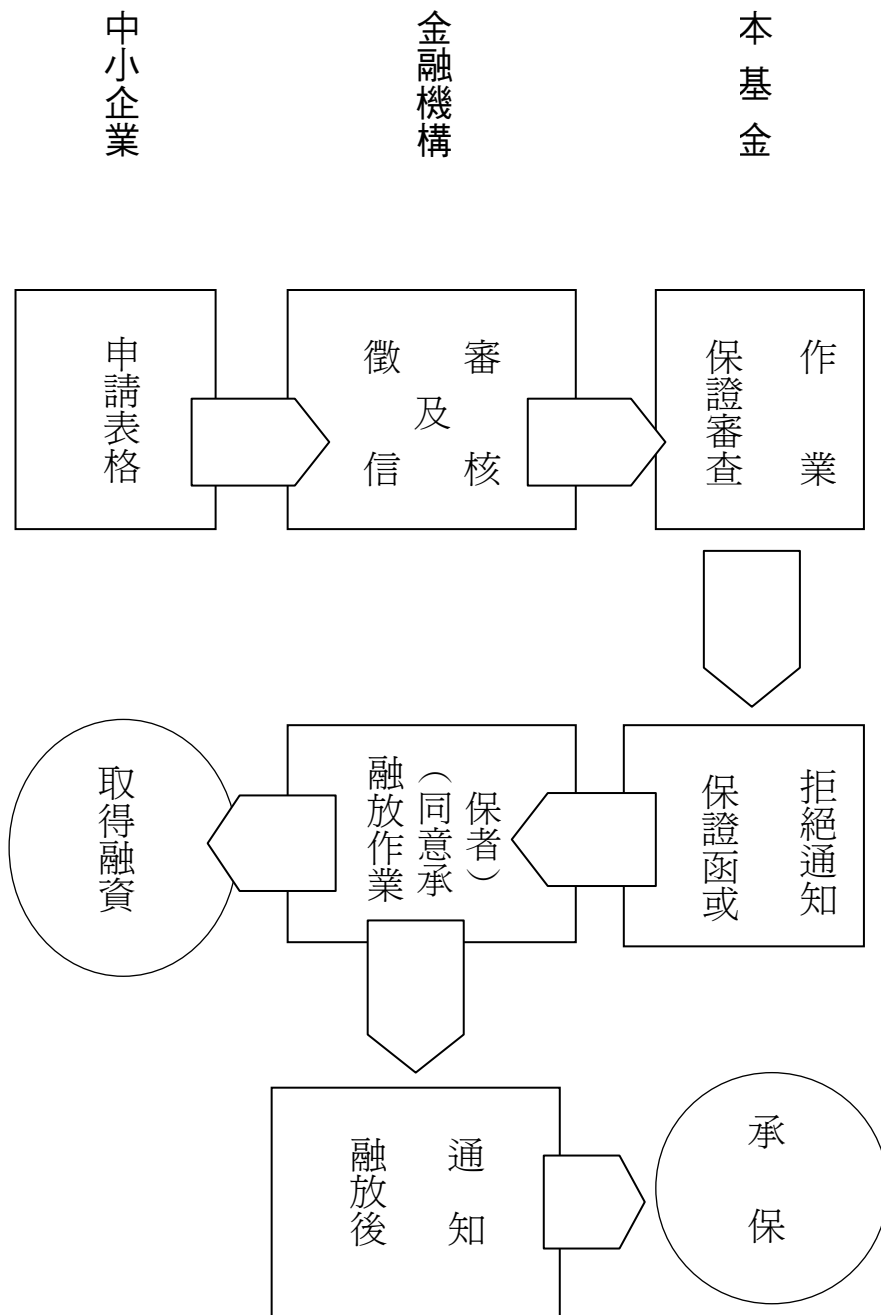 中小企業
金融機構
本基金
申請表格
徵信
及
審核
保證審查
作業
取得融資
融放作業
（同意承
保者）
保證函或
拒絕通知
融放後
通知
承保